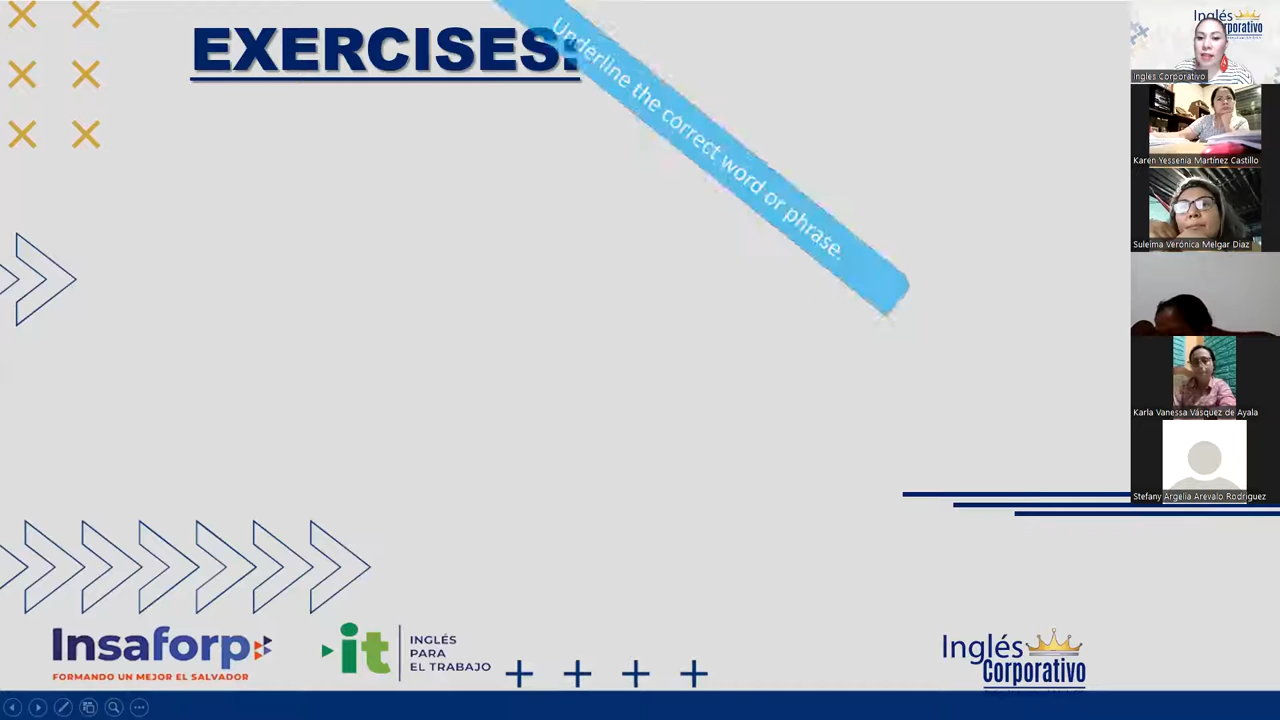 EXERCISES:
Underline the correct word or phrase.
Inglés
Corporativo
Ingles Corporativo
Karen Yessenia Martínez Castillo
Suleima Verónica Melgar Diaz
Karla Vanessa Vásquez de Ayala
Stefany Argelia Arevalo Rodriguez
Insaforp
FORMANDO UN MEJOR EL SALVADOR
it
INGLÉS
PARA
EL TRABAJO
Inglés
Corporativo